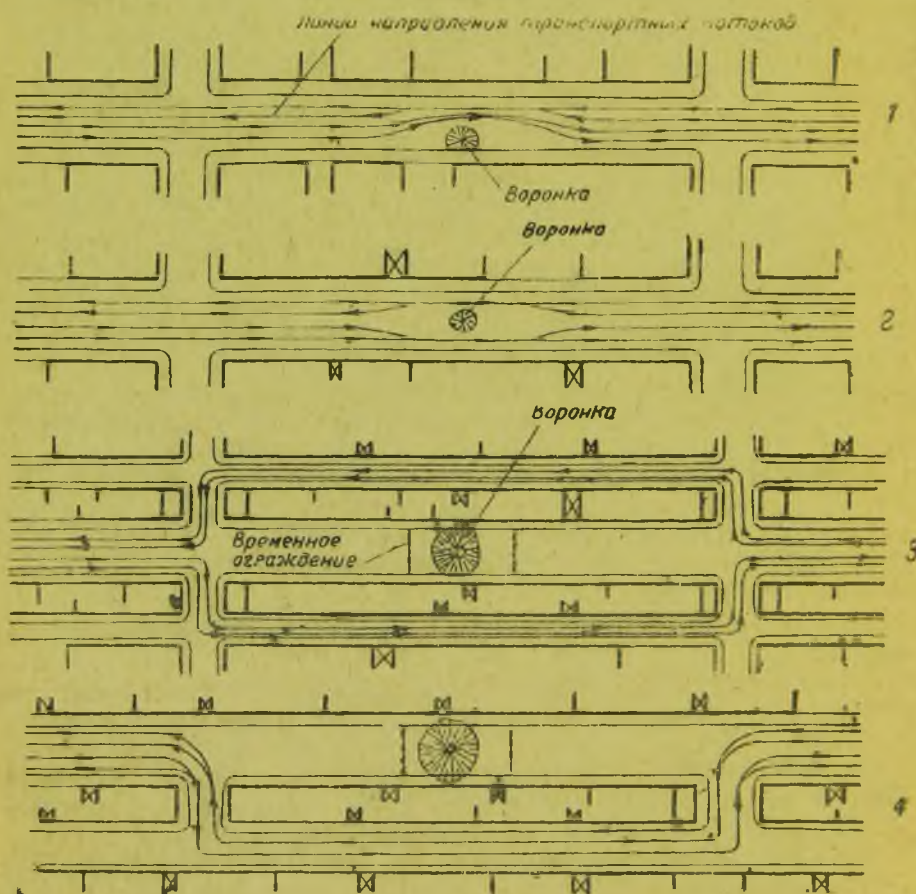 Линии направления транспортных потоков
1
Воронка
Воронка
2
Воронка
Временное
ограждение
3
4